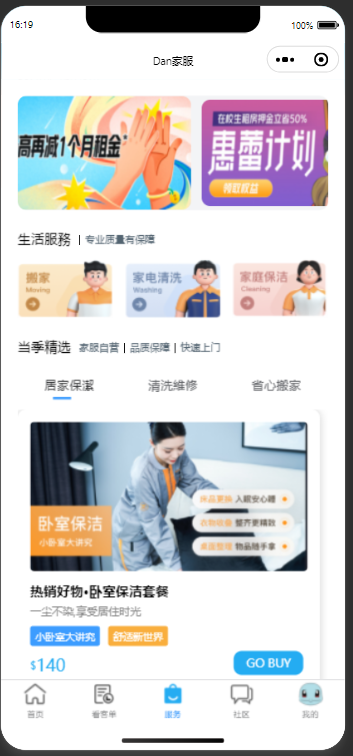 16:19
100%
Dan家服
高再减1个月租金*
在校生租房押金立省50%
惠蕾计划
领取权益
生活服務 | 专业质量有保障
搬家
Moving
家电清洗
Washing
家庭保洁
Cleaning
当季精选 家服自营 | 品质保障 | 快速上门
居家保潔 清洗维修 省心搬家
卧室保洁
小卧室大讲究
床品更换 入眠安心睡
衣物收纳 整齐更精致
桌面整理 物品随手拿
热销好物•卧室保洁套餐
一尘不染,享受居住时光
小卧室大讲究 舒适新世界
$140
GO BUY
首页 看看单 服务 社区 我的